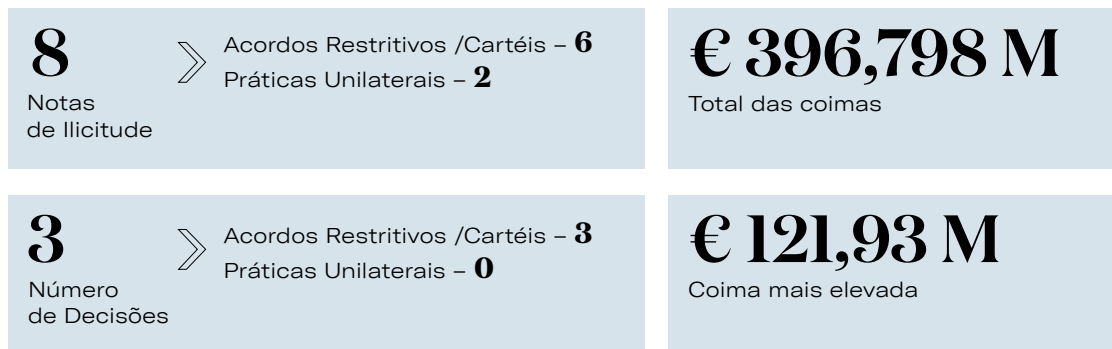 8
Notas
de Ilicitude
Acordos Restritivos /Cartéis – 6
Práticas Unilaterais – 2
€ 396,798 M
Total das coimas
3
Número
de Decisões
Acordos Restritivos /Cartéis – 3
Práticas Unilaterais – 0
€ 121,93 M
Coima mais elevada